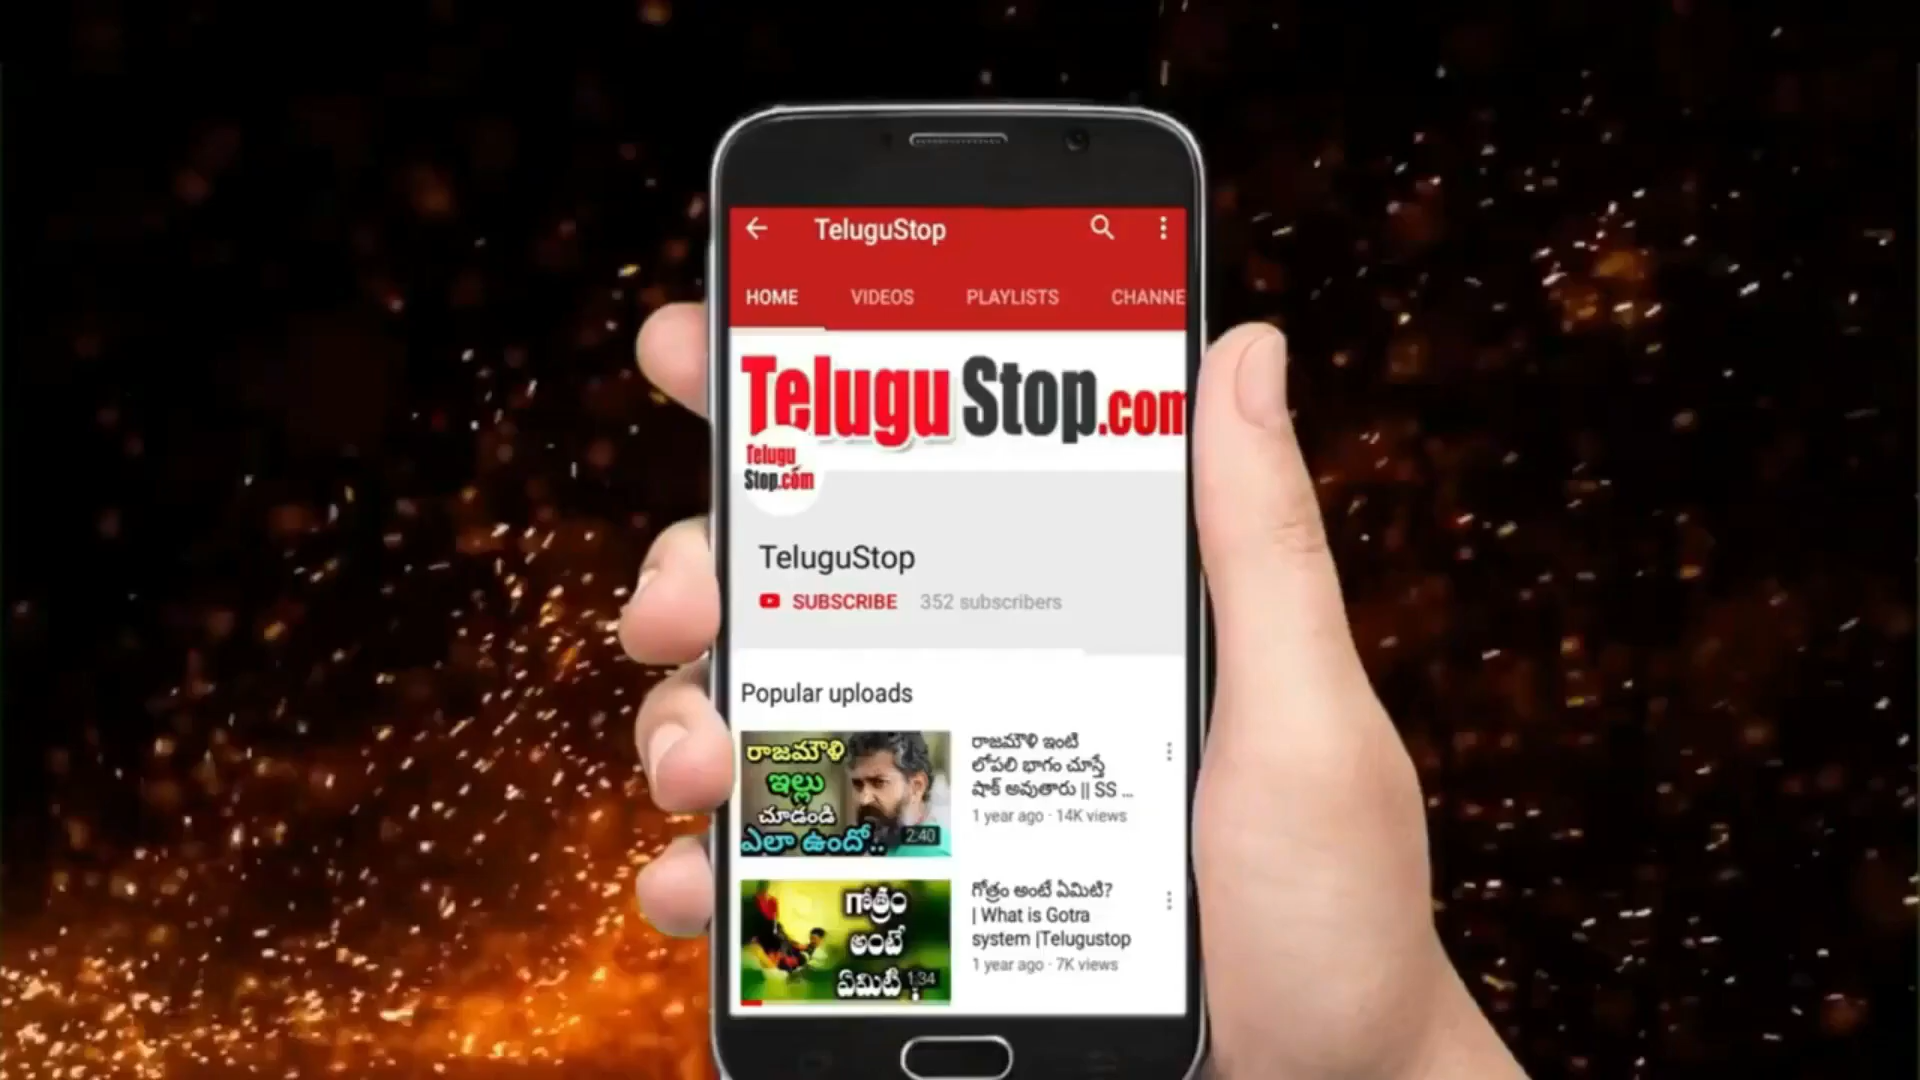 TeluguStop
HOME VIDEOS PLAYLISTS CHANNE
Telugu Stop.com
Telugu
Stop.com
TeluguStop
SUBSCRIBE 352 subscribers
Popular uploads
రాజమౌళి
ఇల్లు
చూడండి
ఎలా ఉందో..
2:40
రాజమౌళి ఇంటి
లోపలి భాగం చూస్తే
షాక్ అవుతారు || SS ...
1 year ago · 14K views
గోత్రం
అంటే
ఏమిటి ?
1:34
గోత్రం అంటే ఏమిటి?
| What is Gotra
system |Telugustop
1 year ago · 7K views